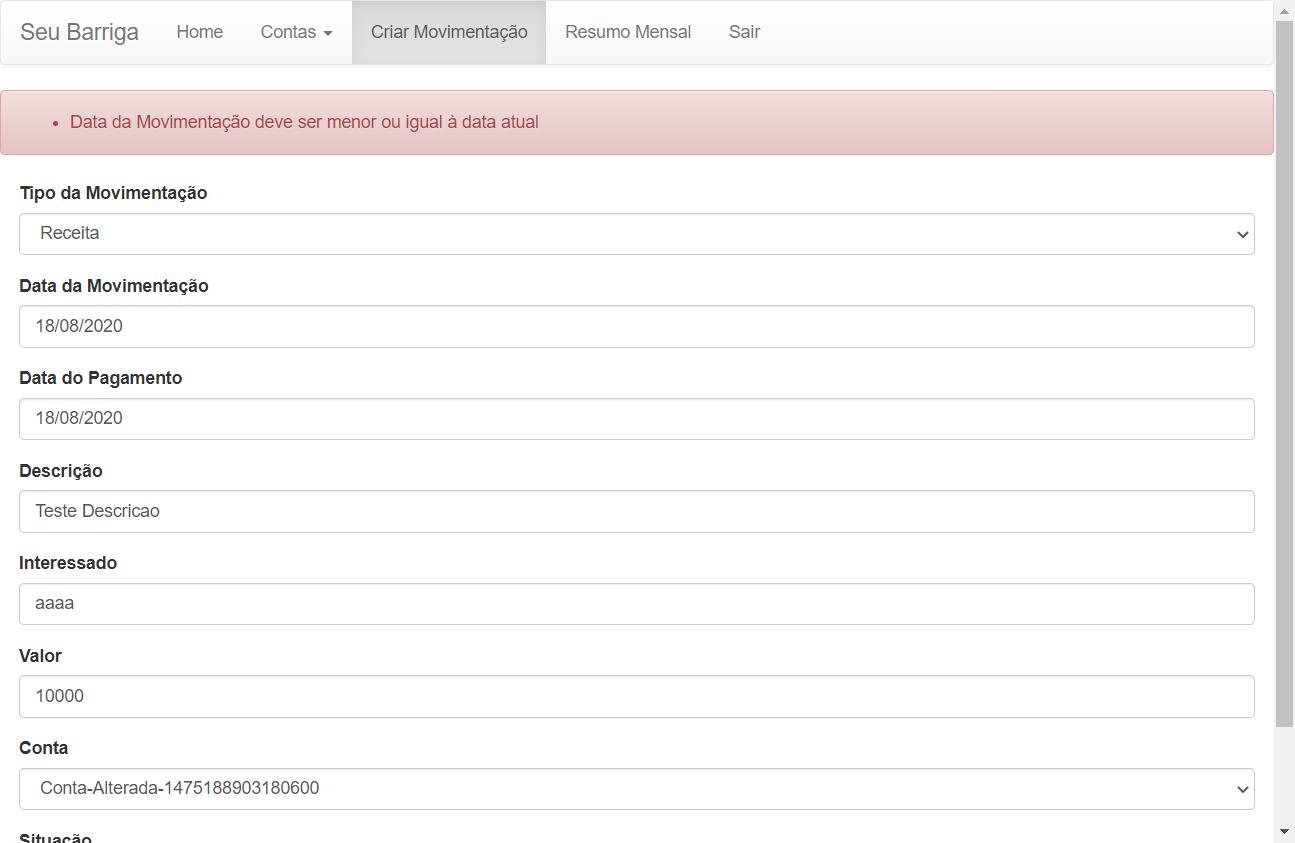 Seu Barriga Home Contas Criar Movimentação Resumo Mensal Sair
Data da Movimentação deve ser menor ou igual à data atual
Tipo da Movimentação
Receita
Data da Movimentação
18/08/2020
Data do Pagamento
18/08/2020
Descrição
Teste Descricao
Interessado
aaaa
Valor
10000
Conta
Conta-Alterada-1475188903180600
Situação